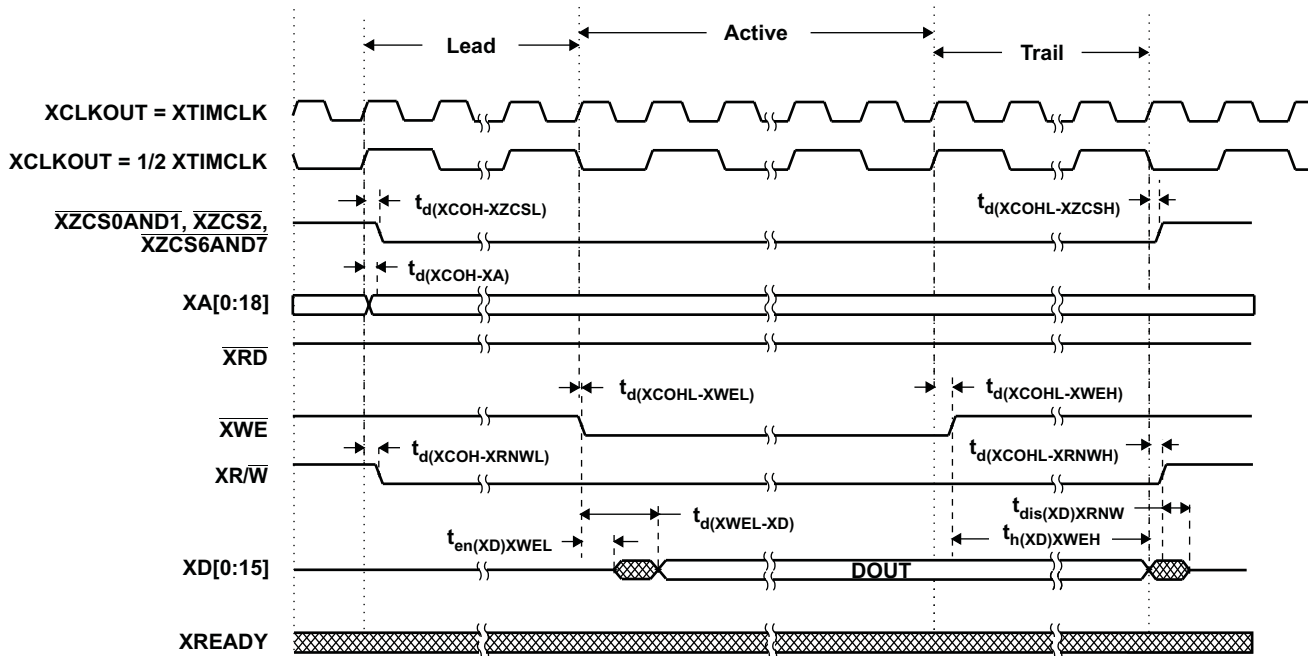 Lead
Active
Trail
XCLKOUT = XTIMCLK
XCLKOUT = 1/2 XTIMCLK
td(XCOH-XZCSL)
td(XCOHL-XZCSH)
XZCS0AND1, XZCS2,
XZCS6AND7
td(XCOH-XA)
XA[0:18]
XRD
td(XCOHL-XWEL)
td(XCOHL-XWEH)
XWE
td(XCOH-XRNWL)
td(XCOHL-XRNWH)
XR/W
td(XWEL-XD)
tdis(XD)XRNW
ten(XD)XWEL
th(XD)XWEH
XD[0:15]
DOUT
XREADY